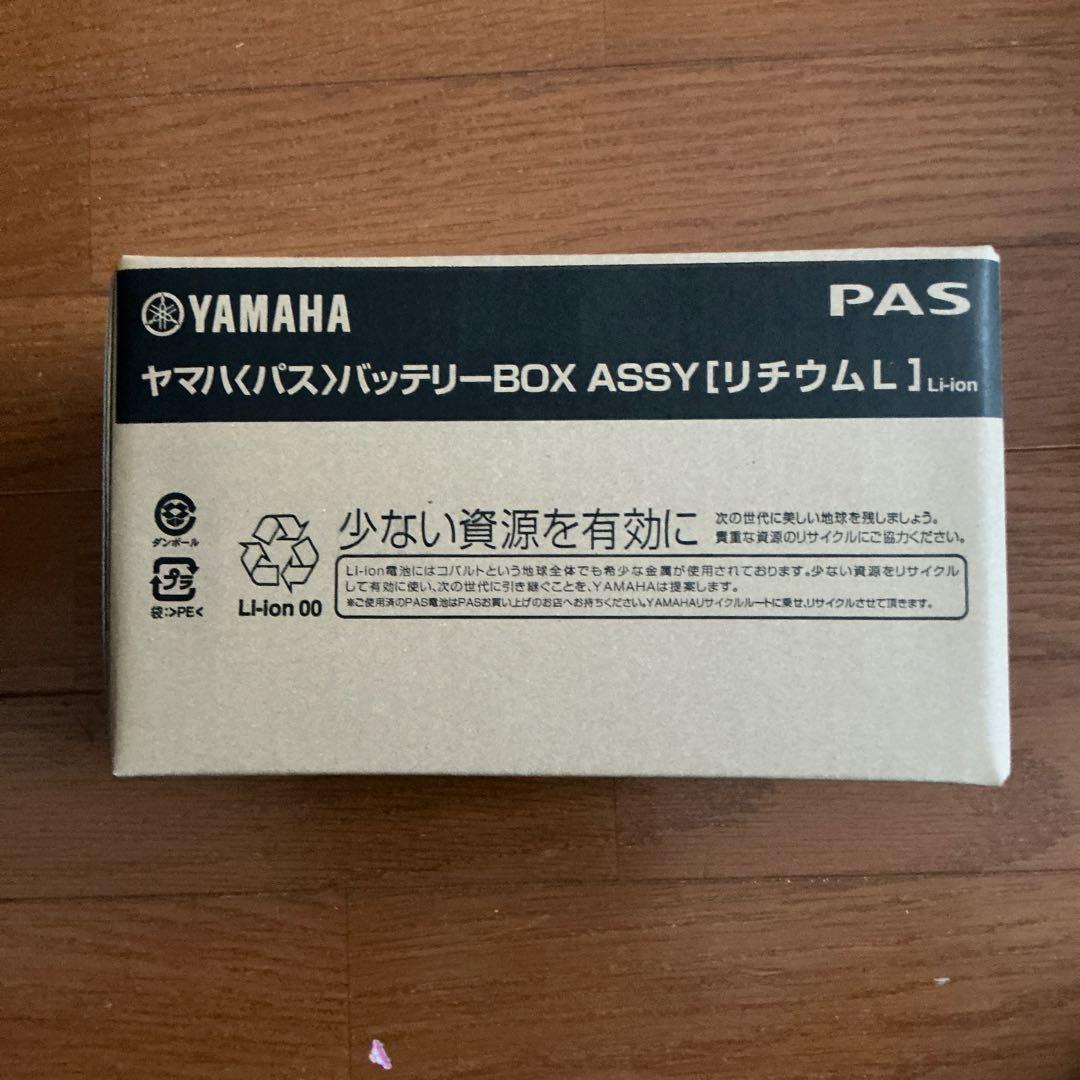 YAMAHA
PAS
ヤマハ〈パス〉バッテリーBOX ASSY[リチウムL] Li-ion
ダンボール
プラ
袋:>PE<
Li-ion 00
少ない資源を有効に
次の世代に美しい地球を残しましょう。
貴重な資源のリサイクルにご協力ください。
Li-ion電池にはコバルトという地球全体でも希少な金属が使用されております。少ない資源をリサイクル
して有効に使い、次の世代に引き継ぐことを、YAMAHAは提案します。
※ご使用済のPAS電池はPASお買い上げのお店へお持ちください。YAMAHAリサイクルルートに乗せ、リサイクルさせて頂きます。